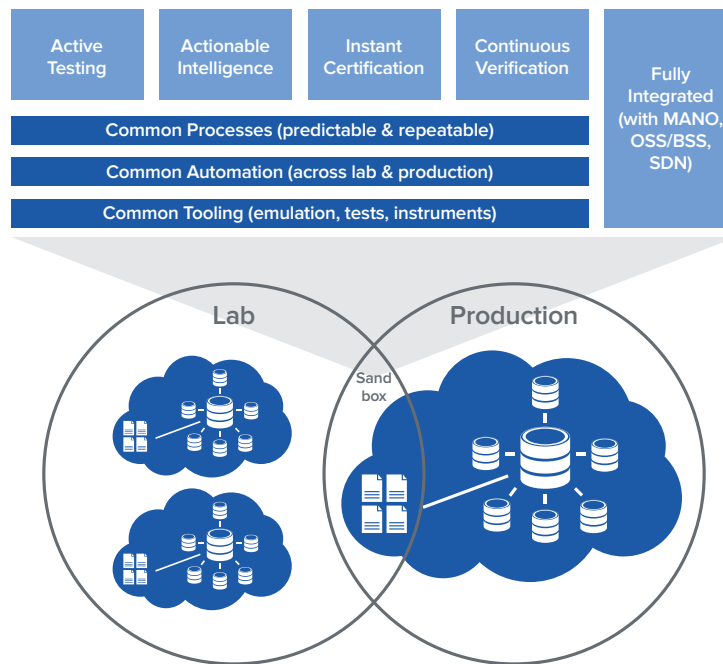 Active
Testing
Actionable
Intelligence
Instant
Certification
Continuous
Verification
Fully
Integrated
(with MANO,
OSS/BSS,
SDN)
Common Processes (predictable & repeatable)
Common Automation (across lab & production)
Common Tooling (emulation, tests, instruments)
Lab
Production
Sand
box